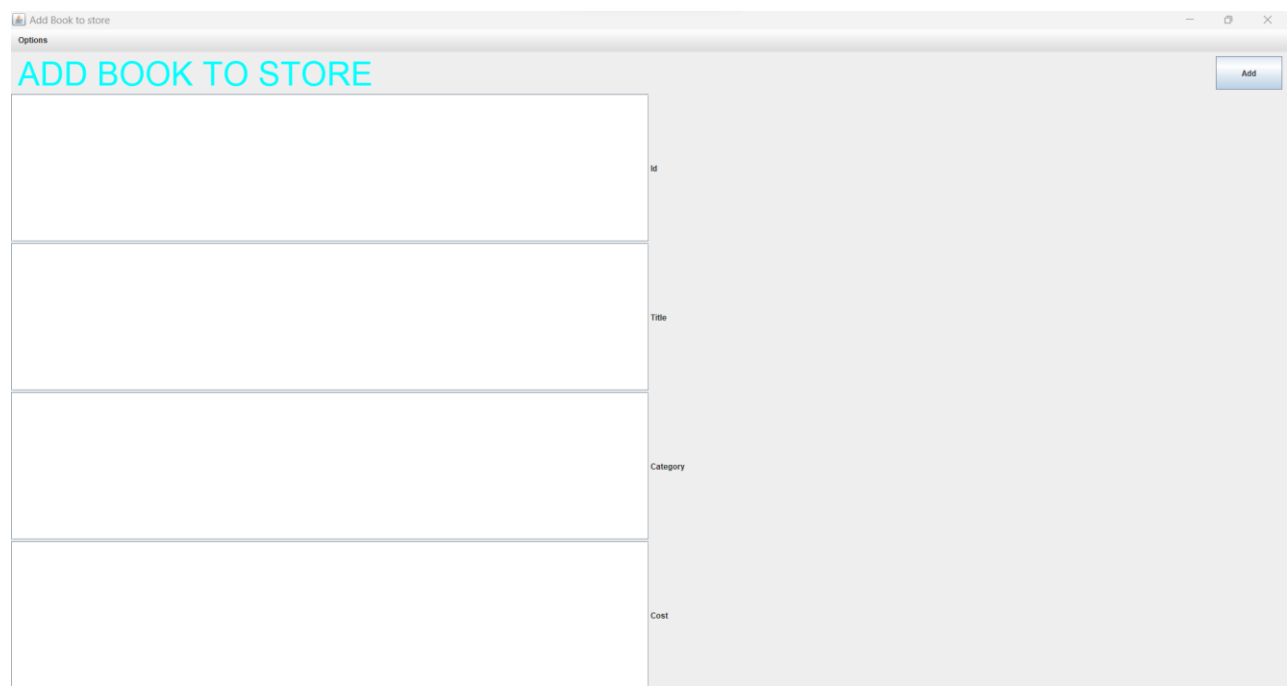 Add Book to store
Options
ADD BOOK TO STORE
Add
Id
Title
Category
Cost